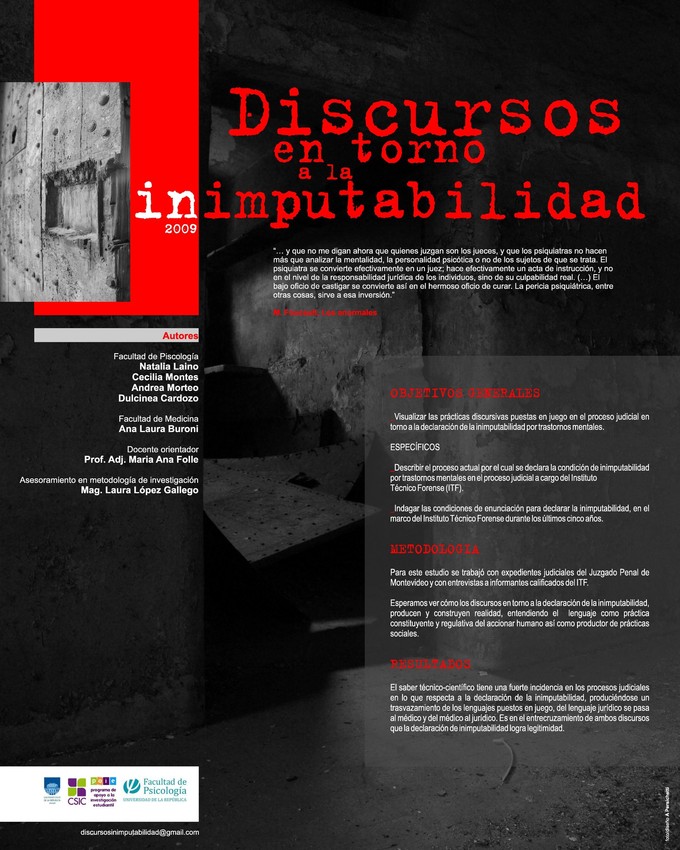 Discursos
en torno
a la
inimputabilidad
2009
“... y que no me digan ahora que quienes juzgan son los jueces, y que los psiquiatras no hacen
más que analizar la mentalidad, la personalidad psicótica o no de los sujetos de que se trata. El
psiquiatra se convierte efectivamente en un juez; hace efectivamente un acta de instrucción, y no
en el nivel de la responsabilidad jurídica de los individuos, sino de su culpabilidad real. (…) El
bajo oficio de castigar se convierte así en el hermoso oficio de curar. La pericia psiquiátrica, entre
otras cosas, sirve a esa inversión.”
M. Foucault. Los anormales
Autores
Facultad de Piscología
Natalia Laino
Cecilia Montes
Andrea Morteo
Dulcinea Cardozo
Facultad de Medicina
Ana Laura Buroni
Docente orientador
Prof. Adj. Maria Ana Folle
Asesoramiento en metodología de investigación
Mag. Laura López Gallego
OBJETIVOS GENERALES
Visualizar las prácticas discursivas puestas en juego en el proceso judicial en
torno a la declaración de la inimputabilidad por trastornos mentales.
ESPECÍFICOS
Describir el proceso actual por el cual se declara la condición de inimputabilidad
por trastornos mentales en el proceso judicial a cargo del Instituto
Técnico Forense (ITF).
Indagar las condiciones de enunciación para declarar la inimputabilidad, en el
marco del Instituto Técnico Forense durante los últimos cinco años.
METODOLOGIA
Para este estudio se trabajó con expedientes judiciales del Juzgado Penal de
Montevideo y con entrevistas a informantes calificados del ITF.
Esperamos ver cómo los discursos en torno a la declaración de la inimputabilidad,
producen y construyen realidad, entendiendo el lenguaje como práctica
constituyente y regulativa del accionar humano así como productor de prácticas
sociales.
RESULTADOS
El saber técnico-científico tiene una fuerte incidencia en los procesos judiciales
en lo que respecta a la declaración de la inimputabilidad, produciéndose un
trasvazamiento de los lenguajes puestos en juego, del lenguaje jurídico se pasa
al médico y del médico al jurídico. Es en el entrecruzamiento de ambos discursos
que la declaración de inimputabilidad logra legitimidad.
CSIC
paie
programa de
apoyo a la
investigación
estudiantil
Facultad de
Psicología
UNIVERSIDAD DE LA REPÚBLICA
discursosinimputabilidad@gmail.com